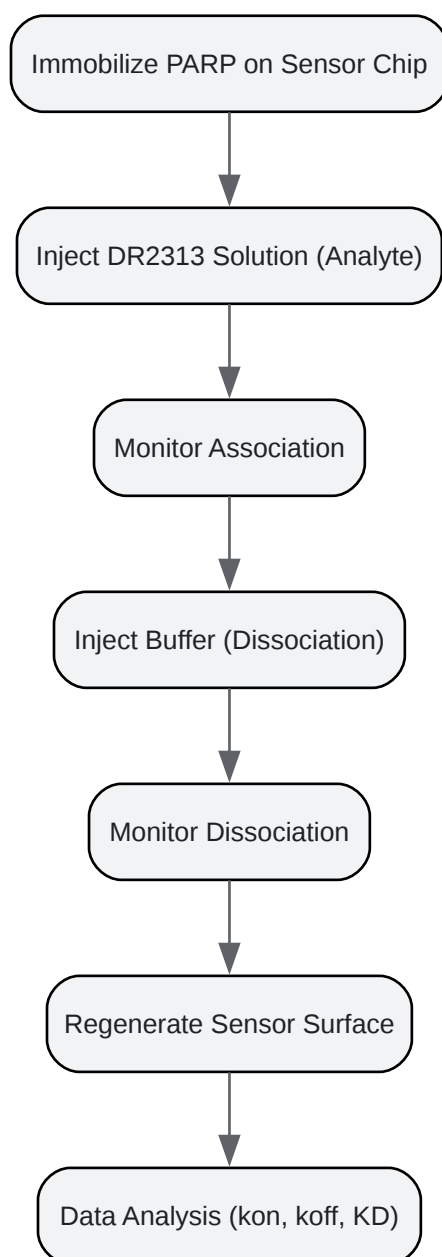 Immobilize PARP on Sensor Chip
Inject DR2313 Solution (Analyte)
Monitor Association
Inject Buffer (Dissociation)
Monitor Dissociation
Regenerate Sensor Surface
Data Analysis (kon, koff, KD)